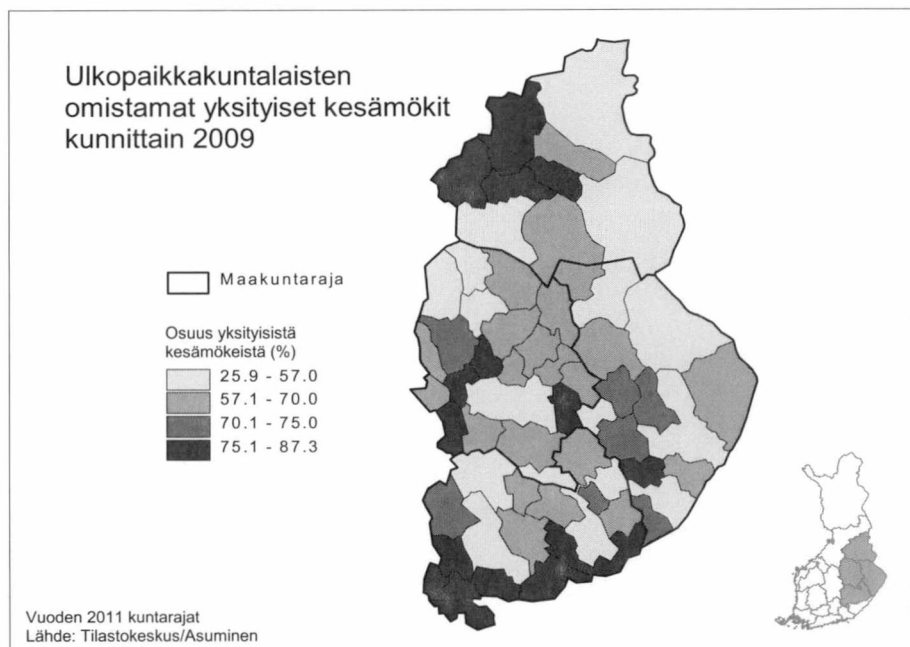 Ulkopaikkakuntalaisten
omistamat yksityiset kesämökit
kunnittain 2009
Maakuntaraja
Osuus yksityisistä
kesämökeistä (%)
25.9 - 57.0
57.1 - 70.0
70.1 - 75.0
75.1 - 87.3
Vuoden 2011 kuntarajat
Lähde: Tilastokeskus/Asuminen